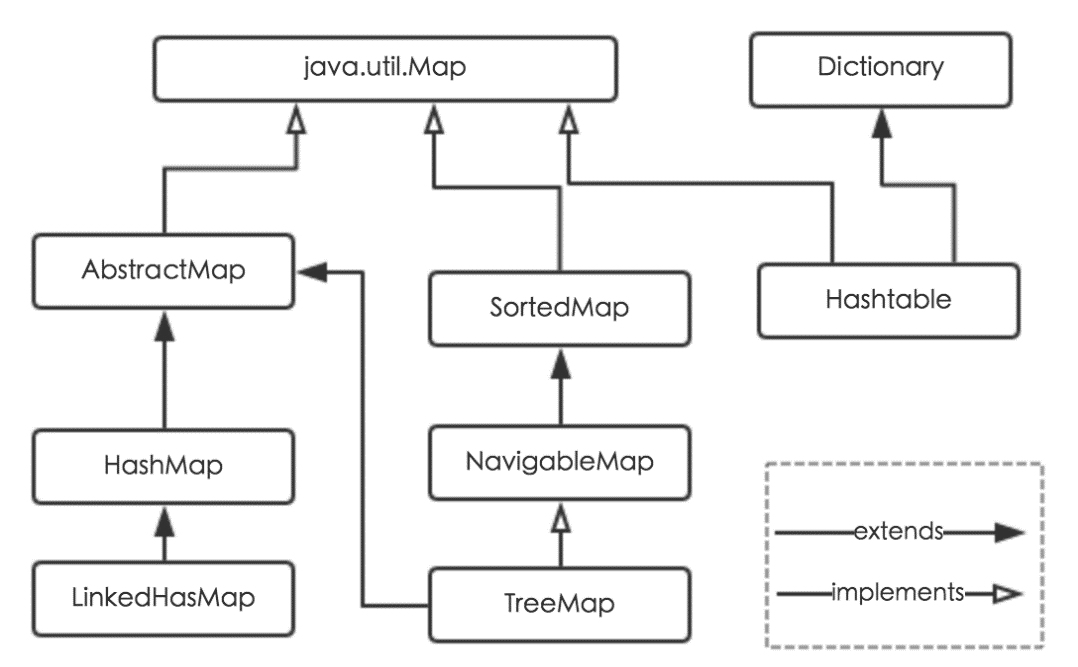 java.util.Map
Dictionary
AbstractMap
SortedMap
Hashtable
HashMap
NavigableMap
LinkedHasMap
TreeMap
extends
implements